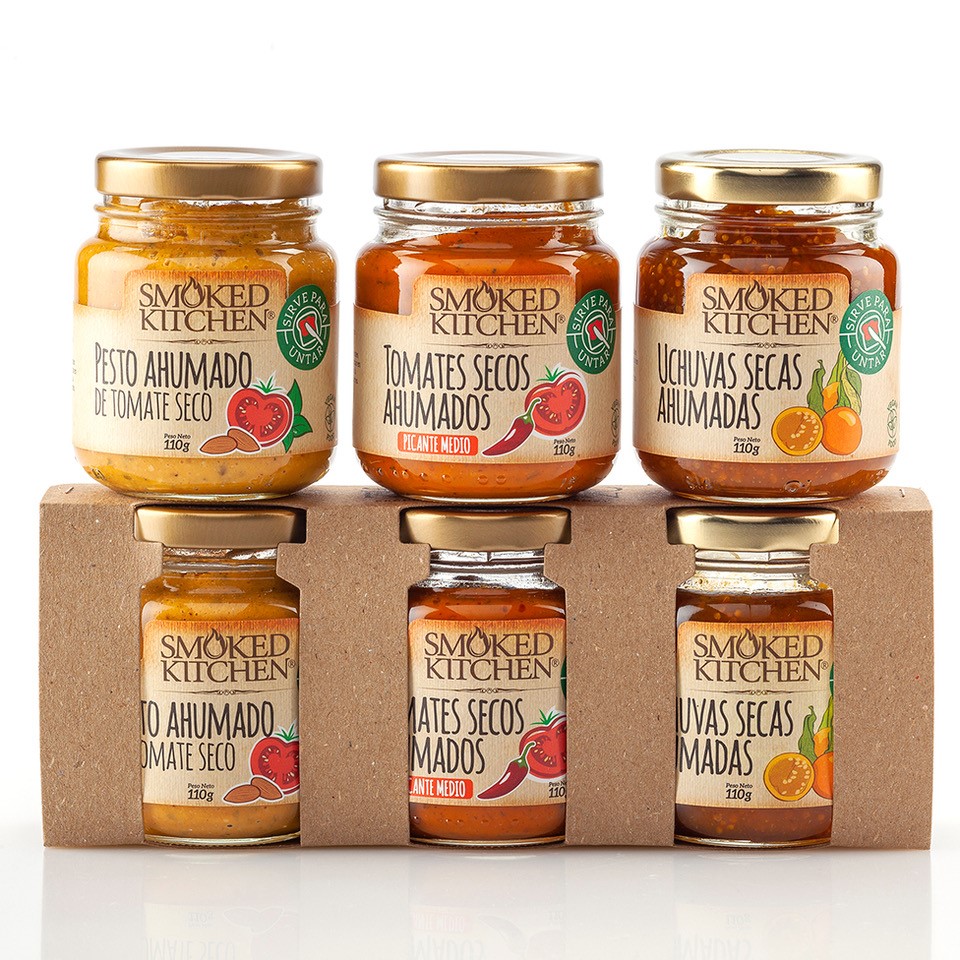 SMOKED
KITCHEN®
SIRVE PARA
UNTAR
PESTO AHUMADO
DE TOMATE SECO
Peso Neto
110g
SMOKED
KITCHEN®
SIRVE PARA
UNTAR
TOMATES SECOS
AHUMADOS
PICANTE MEDIO
Peso Neto
110g
SMOKED
KITCHEN®
SIRVE PARA
UNTAR
UCHUVAS SECAS
AHUMADAS
Peso Neto
110g
SMOKED
KITCHEN®
TO AHUMADO
OMATE SECO
Peso Neto
110g
SMOKED
KITCHEN®
MATES SECOS
MADOS
ICANTE MEDIO
Peso Neto
110
SMOKED
KITCHEN®
UVAS SECAS
MADAS
Peso Neto
110g